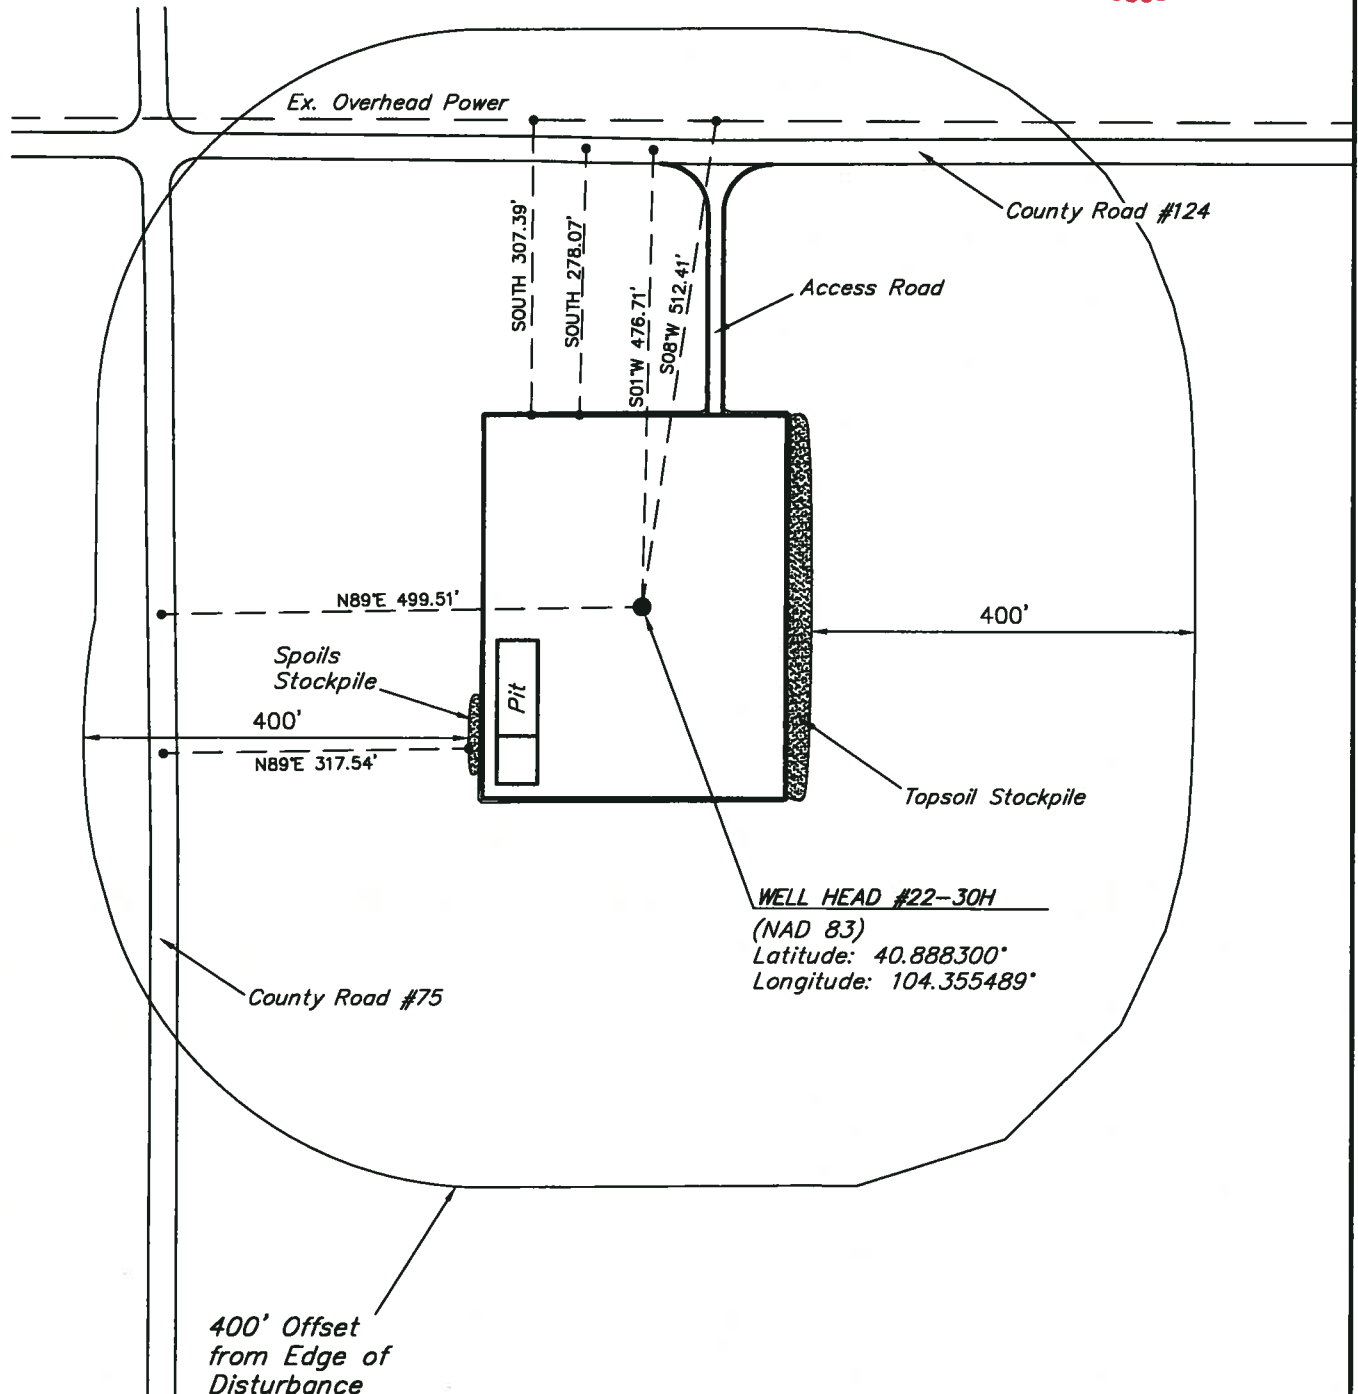 Ex. Overhead Power
County Road #124
SOUTH 307.39'
SOUTH 278.07'
S01°W 476.71'
S08°W 512.41'
Access Road
N89°E 499.51'
400'
Spoils
Stockpile
Pit
400'
N89°E 317.54'
Topsoil Stockpile
WELL HEAD #22-30H
(NAD 83)
Latitude: 40.888300°
Longitude: 104.355489°
County Road #75
400' Offset
from Edge of
Disturbance